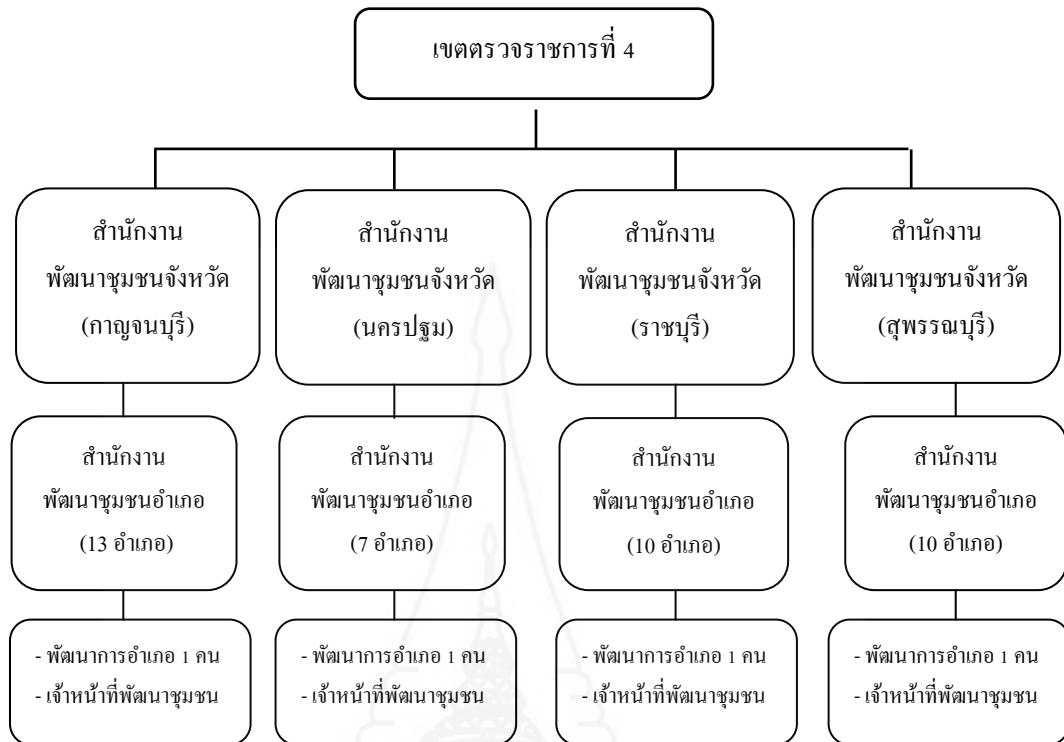 เขตตรวจราชการที่ 4
สำนักงาน
พัฒนาชุมชนจังหวัด
(กาญจนบุรี)
สำนักงาน
พัฒนาชุมชนจังหวัด
(นครปฐม)
สำนักงาน
พัฒนาชุมชนจังหวัด
(ราชบุรี)
สำนักงาน
พัฒนาชุมชนจังหวัด
(สุพรรณบุรี)
สำนักงาน
พัฒนาชุมชนอำเภอ
(13 อำเภอ)
สำนักงาน
พัฒนาชุมชนอำเภอ
(7 อำเภอ)
สำนักงาน
พัฒนาชุมชนอำเภอ
(10 อำเภอ)
สำนักงาน
พัฒนาชุมชนอำเภอ
(10 อำเภอ)
- พัฒนาการอำเภอ 1 คน
- เจ้าหน้าที่พัฒนาชุมชน
- พัฒนาการอำเภอ 1 คน
- เจ้าหน้าที่พัฒนาชุมชน
- พัฒนาการอำเภอ 1 คน
- เจ้าหน้าที่พัฒนาชุมชน
- พัฒนาการอำเภอ 1 คน
- เจ้าหน้าที่พัฒนาชุมชน